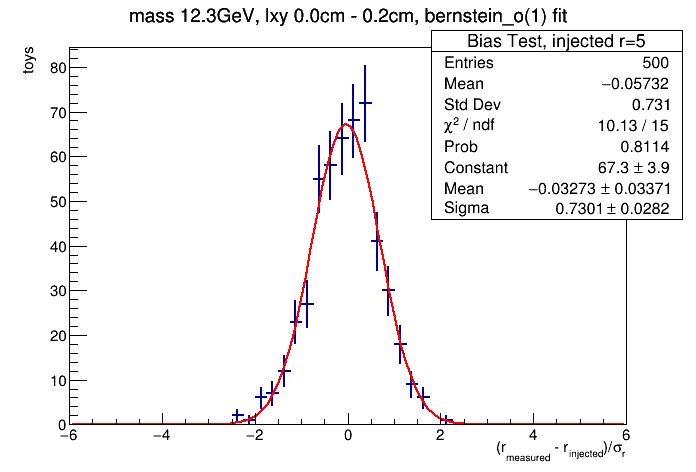 mass 12.3GeV, lxy 0.0cm - 0.2cm, bernstein_o(1) fit
Bias Test, injected r=5
Entries 500
Mean −0.05732
Std Dev 0.731
χ² / ndf 10.13 / 15
Prob 0.8114
Constant 67.3 ± 3.9
Mean −0.03273 ± 0.03371
Sigma 0.7301 ± 0.0282
toys
80
70
60
50
40
30
20
10
0
−6 −4 −2 0 2 4 6
(r_measured - r_injected)/σ_r